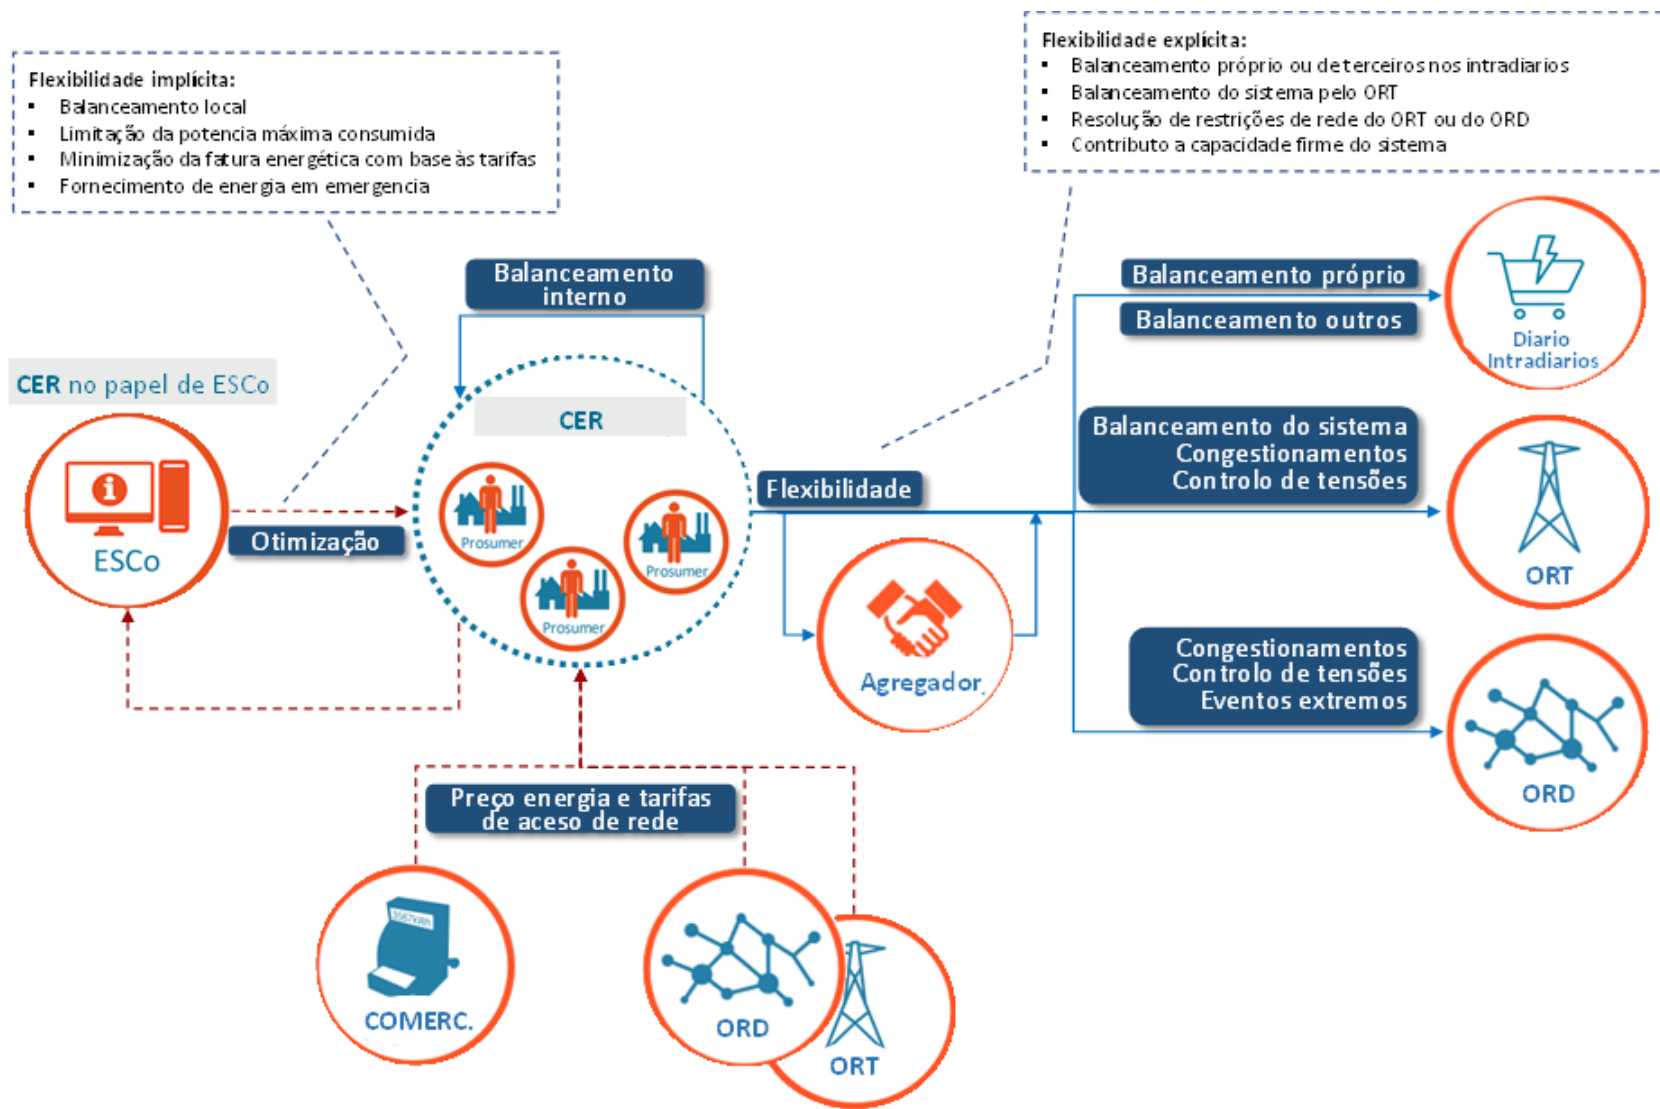 Flexibilidade explícita:
▪ Balanceamento próprio ou de terceiros nos intradiarios
▪ Balanceamento do sistema pelo ORT
▪ Resolução de restrições de rede do ORT ou do ORD
▪ Contributo a capacidade firme do sistema
Flexibilidade implícita:
▪ Balanceamento local
▪ Limitação da potencia máxima consumida
▪ Minimização da fatura energética com base às tarifas
▪ Fornecimento de energia em emergencia
Balanceamento
interno
Balanceamento próprio
Balanceamento outros
Diario
Intradiarios
CER no papel de ESCo
ESCo
Otimização
CER
Prosumer
Prosumer
Prosumer
Flexibilidade
Agregador
Balanceamento do sistema
Congestionamentos
Controlo de tensões
ORT
Congestionamentos
Controlo de tensões
Eventos extremos
ORD
Preço energia e tarifas
de aceso de rede
COMERC.
ORD
ORT